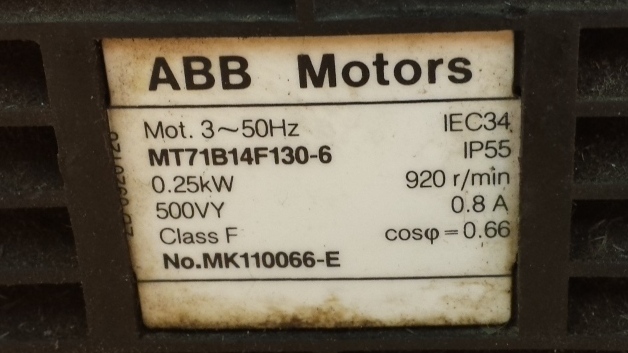 ABB Motors
Mot. 3~50Hz IEC34
MT71B14F130-6 IP55
0.25kW 920 r/min
500VY 0.8 A
Class F cosφ=0.66
No.MK110066-E